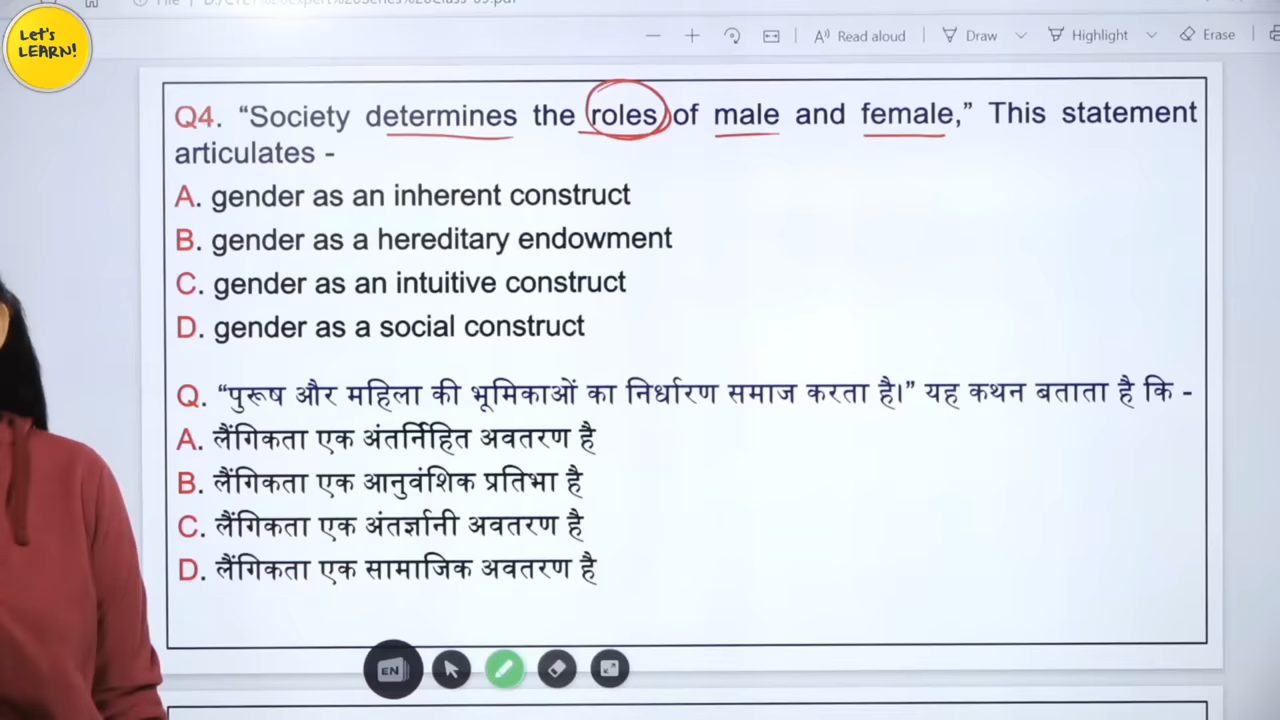 Let's
LEARN!
Read aloud
Draw
Highlight
Erase
Q4. “Society determines the roles of male and female,” This statement
articulates -
A. gender as an inherent construct
B. gender as a hereditary endowment
C. gender as an intuitive construct
D. gender as a social construct
Q. “पुरूष और महिला की भूमिकाओं का निर्धारण समाज करता है।” यह कथन बताता है कि -
A. लैंगिकता एक अंतर्निहित अवतरण है
B. लैंगिकता एक आनुवंशिक प्रतिभा है
C. लैंगिकता एक अंतर्ज्ञानी अवतरण है
D. लैंगिकता एक सामाजिक अवतरण है
EN